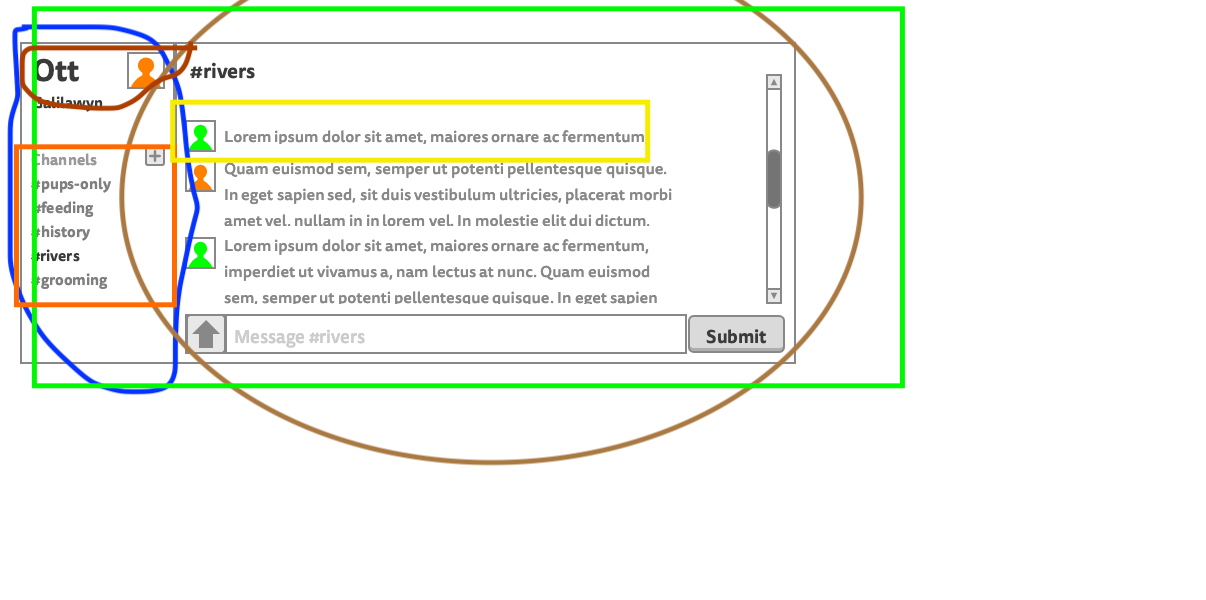 Ott
Galilawyn
Channels
#pups-only
#feeding
#history
#rivers
#grooming
#rivers
Lorem ipsum dolor sit amet, maiores ornare ac fermentum
Quam euismod sem, semper ut potenti pellentesque quisque.
In eget sapien sed, sit duis vestibulum ultricies, placerat morbi
amet vel. nullam in in lorem vel. In molestie elit dui dictum.
Lorem ipsum dolor sit amet, maiores ornare ac fermentum,
imperdiet ut vivamus a, nam lectus at nunc. Quam euismod
sem, semper ut potenti pellentesque quisque. In eget sapien
Message #rivers
Submit